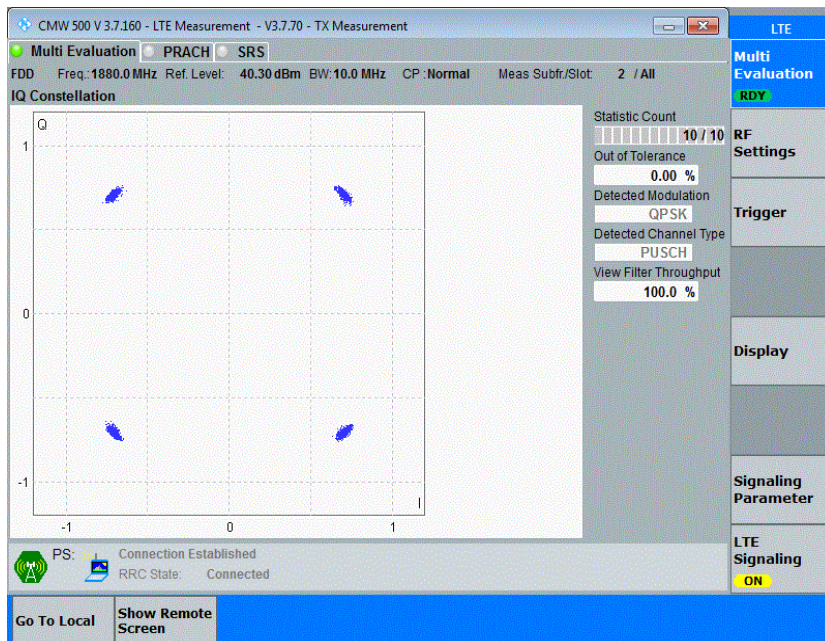 CMW 500 V 3.7.160 - LTE Measurement - V3.7.70 - TX Measurement
LTE
Multi Evaluation PRACH SRS
FDD Freq.: 1880.0 MHz Ref. Level: 40.30 dBm BW: 10.0 MHz CP : Normal Meas Subfr./Slot: 2 / All
IQ Constellation
Q
1
0
-1
I
-1 0 1
Statistic Count
10 / 10
Out of Tolerance
0.00 %
Detected Modulation
QPSK
Detected Channel Type
PUSCH
View Filter Throughput
100.0 %
Multi
Evaluation
RDY
RF
Settings
Trigger
Display
Signaling
Parameter
LTE
Signaling
ON
PS: Connection Established
RRC State: Connected
Go To Local
Show Remote
Screen